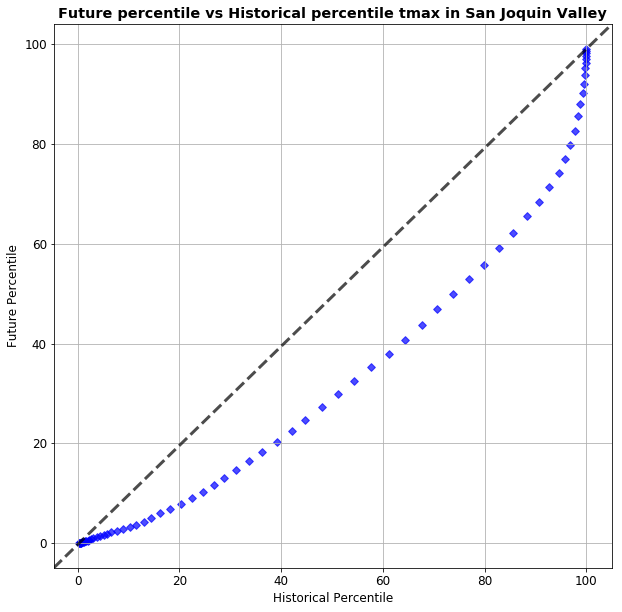 Future percentile vs Historical percentile tmax in San Joquin Valley
100
80
60
40
20
0
Future Percentile
0 20 40 60 80 100
Historical Percentile